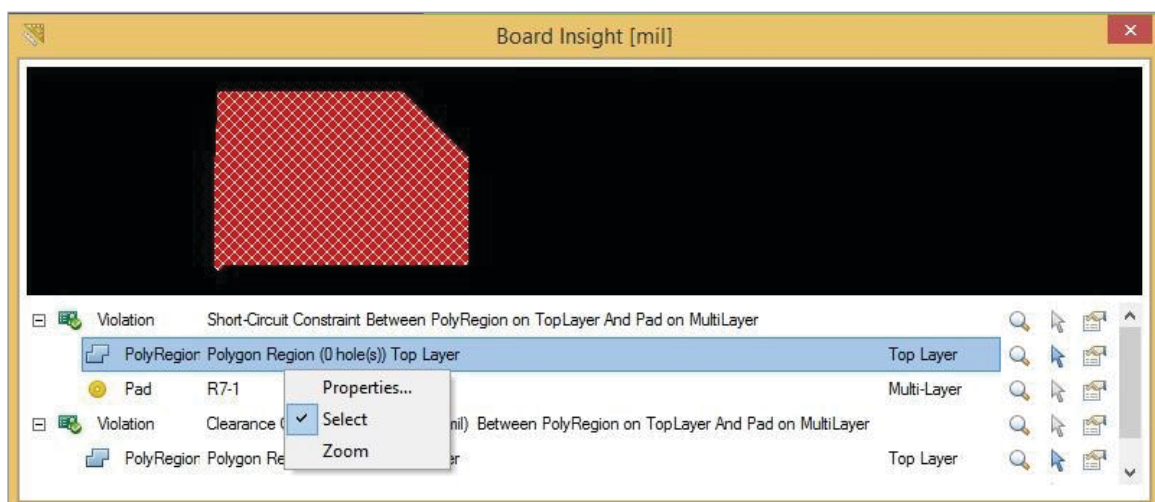 Board Insight [mil]
Violation Short-Circuit Constraint Between PolyRegion on TopLayer And Pad on MultiLayer
PolyRegion Polygon Region (0 hole(s)) Top Layer Top Layer
Pad R7-1 Multi-Layer
Properties...
Select
Zoom
Violation Clearance Between PolyRegion on TopLayer And Pad on MultiLayer
PolyRegion Polygon Top Layer